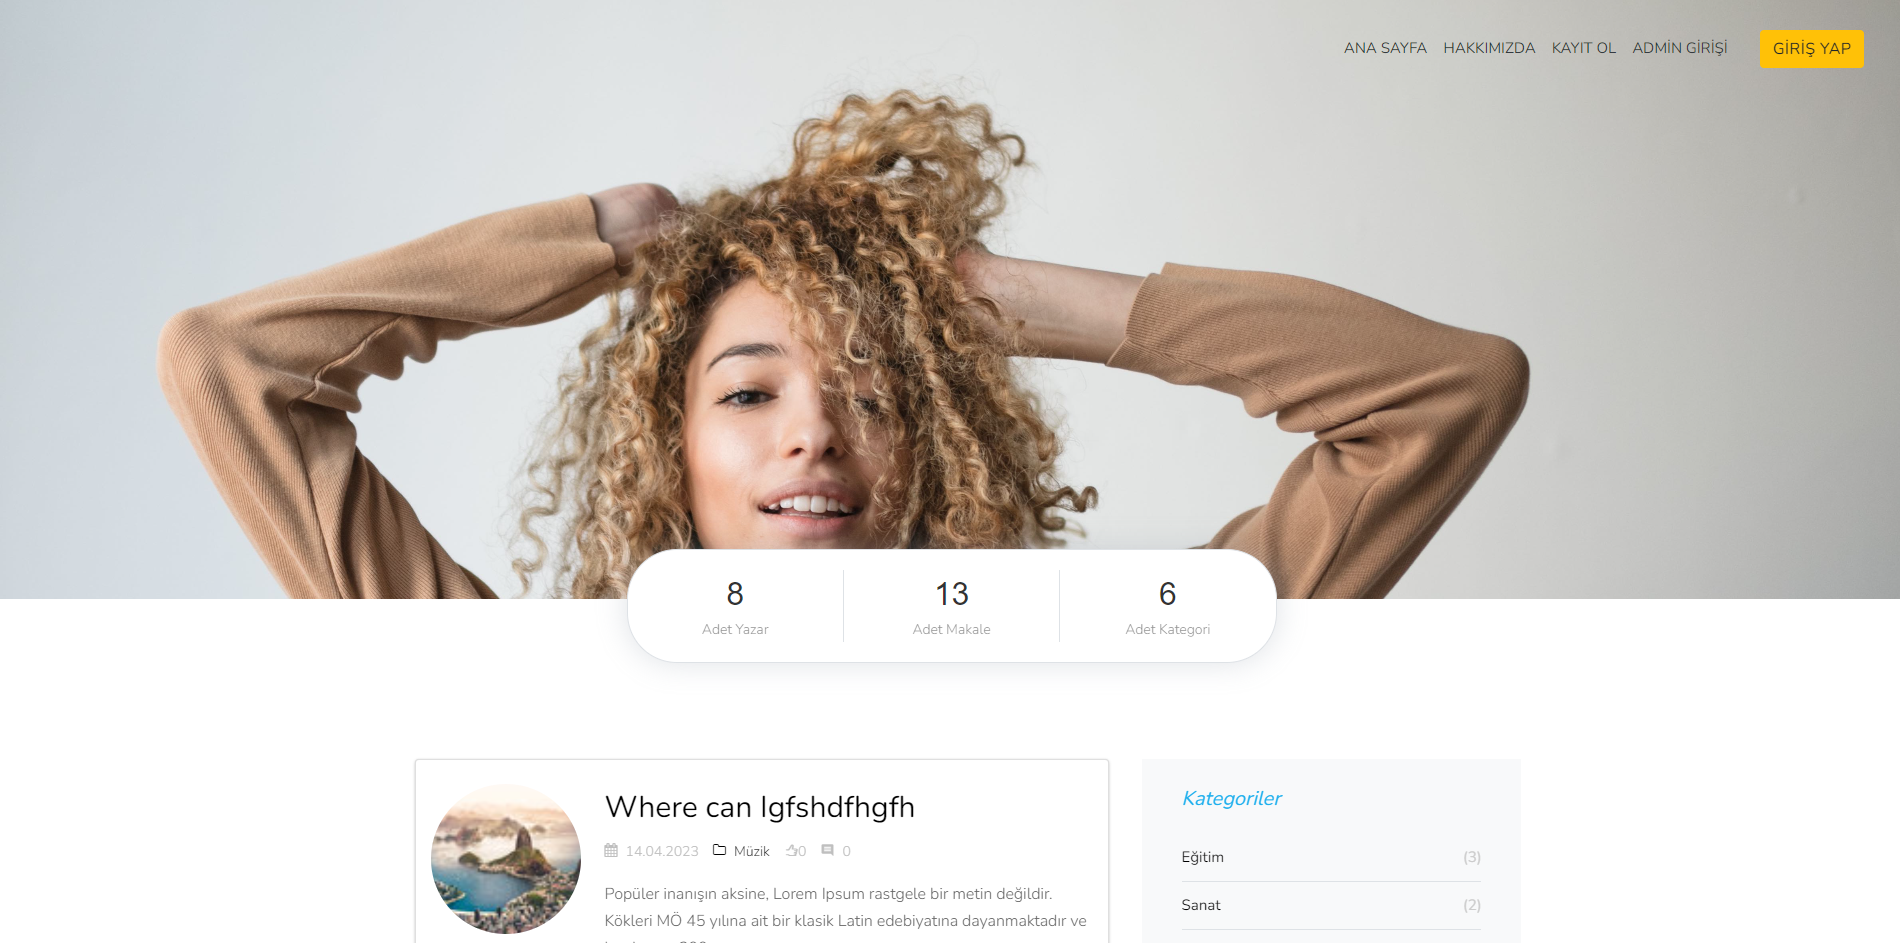 ANA SAYFA HAKKIMIZDA KAYIT OL ADMİN GİRİŞİ GİRİŞ YAP
8 13 6
Adet Yazar Adet Makale Adet Kategori
Where can Igfshdfhgfh
14.04.2023 Müzik 0 0
Popüler inanışın aksine, Lorem Ipsum rastgele bir metin değildir.
Kökleri MÖ 45 yılına ait bir klasik Latin edebiyatına dayanmaktadır ve
Kategoriler
Eğitim (3)
Sanat (2)